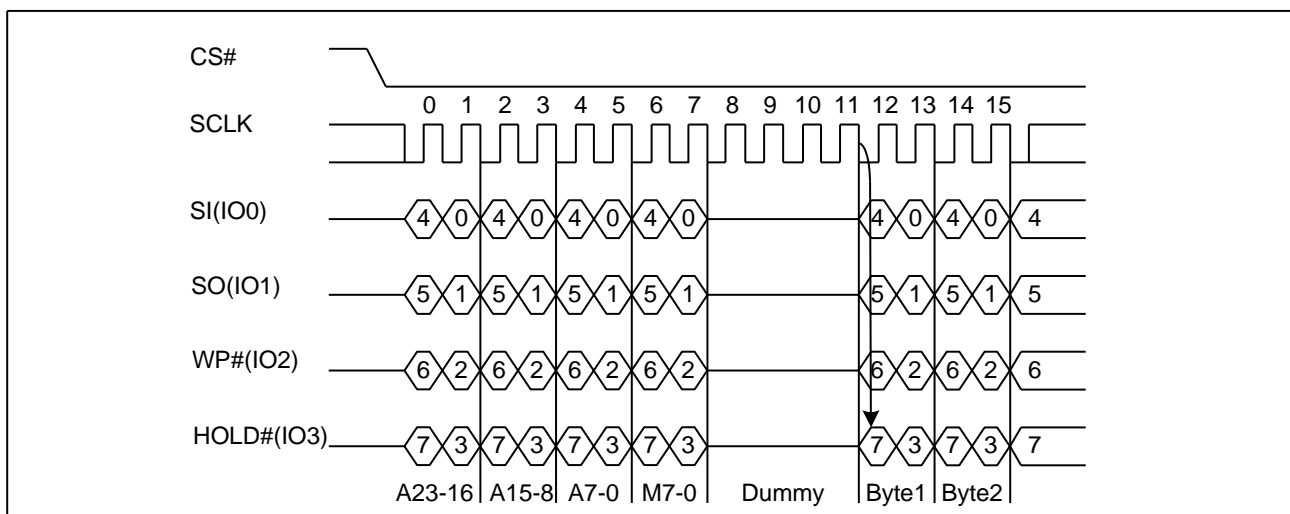 CS#
0 1 2 3 4 5 6 7 8 9 10 11 12 13 14 15
SCLK
SI(IO0) 4 0 4 0 4 0 4 0 4 0 4 0 4
SO(IO1) 5 1 5 1 5 1 5 1 5 1 5 1 5
WP#(IO2) 6 2 6 2 6 2 6 2 6 2 6 2 6
HOLD#(IO3) 7 3 7 3 7 3 7 3 7 3 7 3 7
A23-16 A15-8 A7-0 M7-0 Dummy Byte1 Byte2